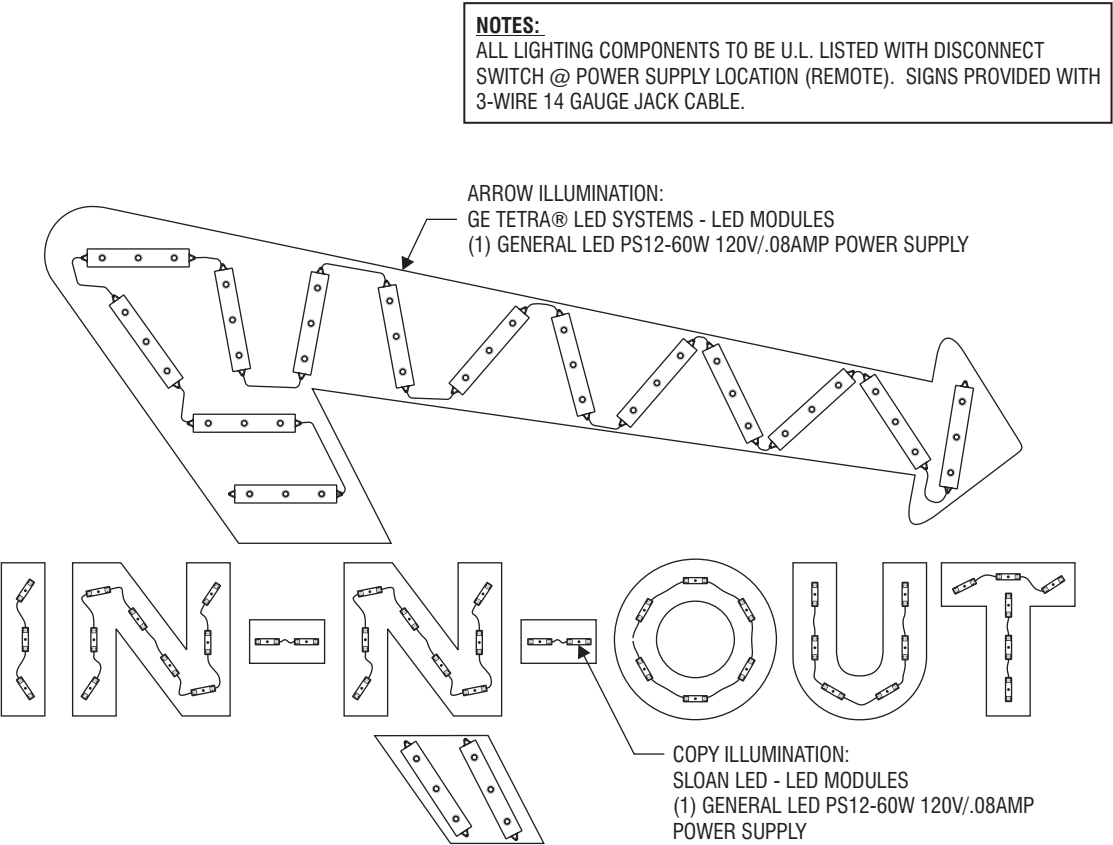 NOTES:
ALL LIGHTING COMPONENTS TO BE U.L. LISTED WITH DISCONNECT
SWITCH @ POWER SUPPLY LOCATION (REMOTE).  SIGNS PROVIDED WITH
3-WIRE 14 GAUGE JACK CABLE.
ARROW ILLUMINATION:
GE TETRA® LED SYSTEMS - LED MODULES
(1) GENERAL LED PS12-60W 120V/.08AMP POWER SUPPLY
IN-N-OUT
COPY ILLUMINATION:
SLOAN LED - LED MODULES
(1) GENERAL LED PS12-60W 120V/.08AMP
POWER SUPPLY